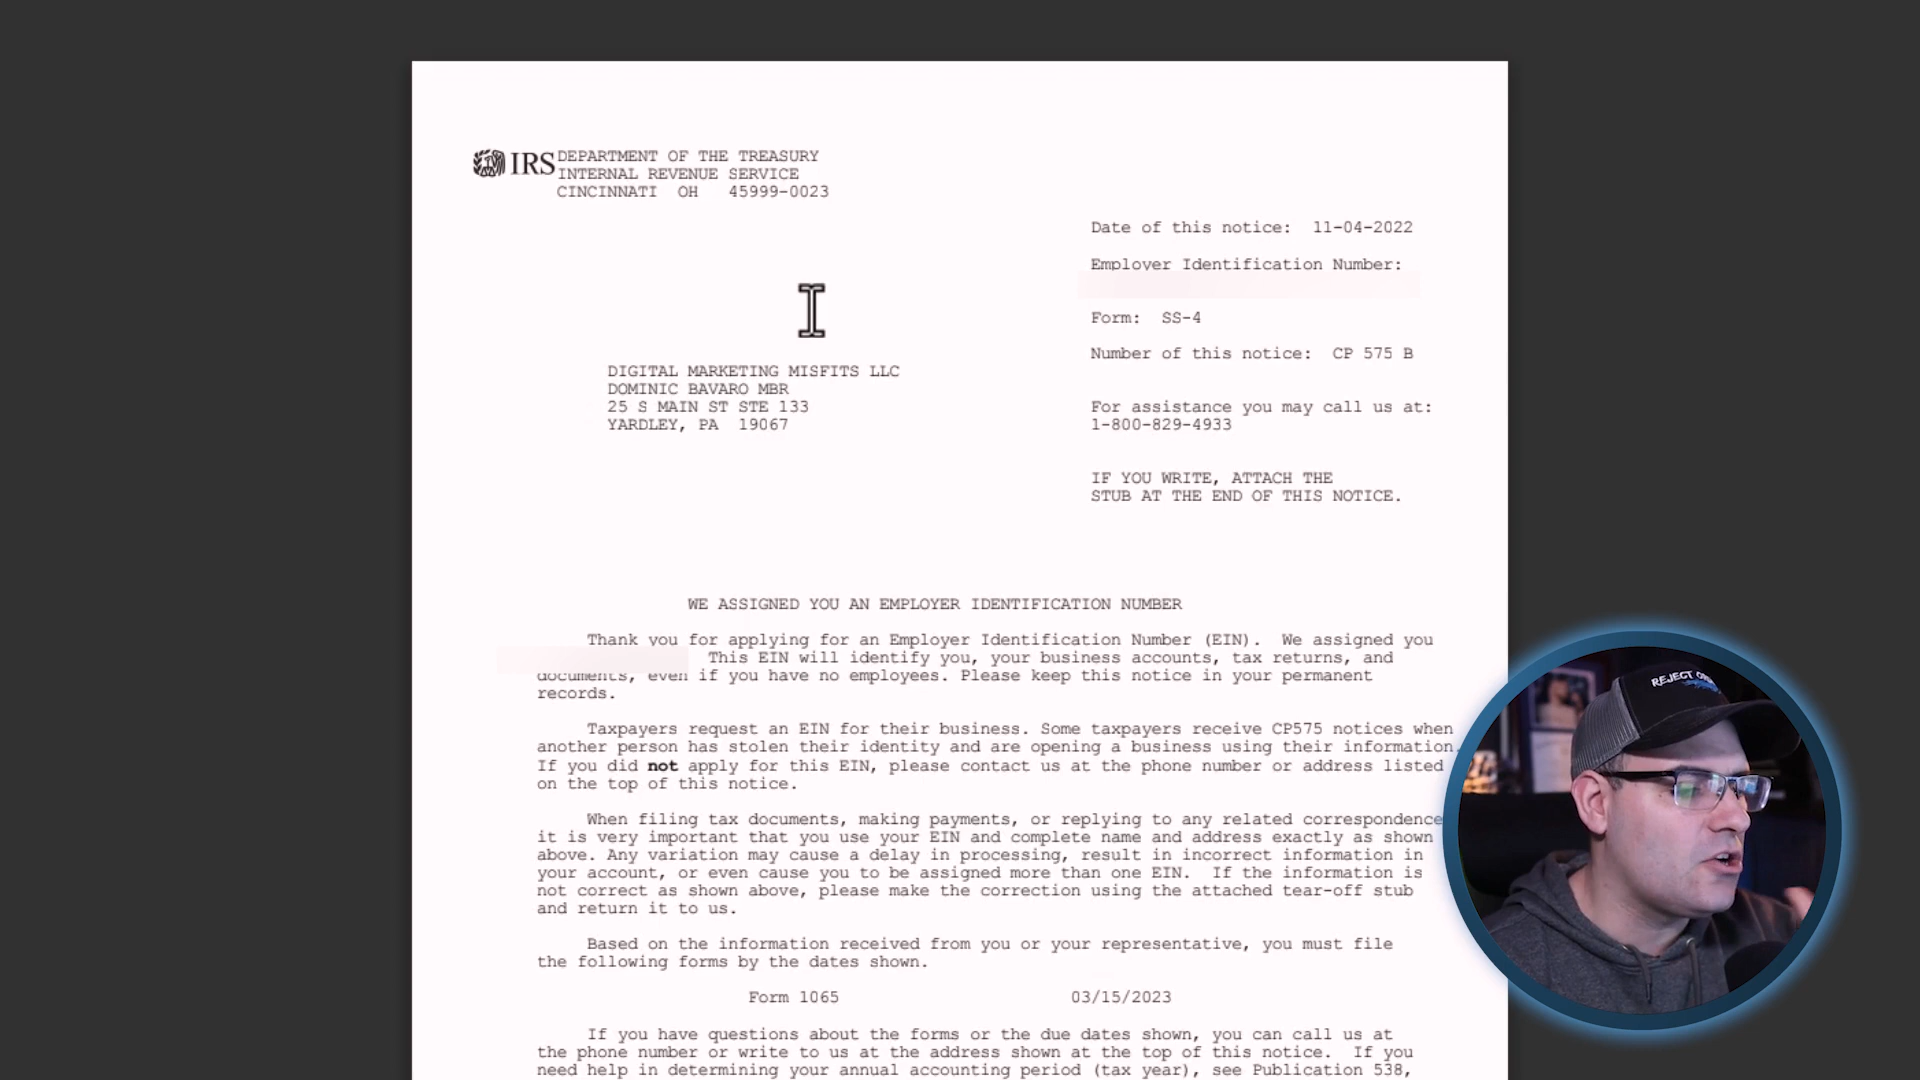 IRS DEPARTMENT OF THE TREASURY
INTERNAL REVENUE SERVICE
CINCINNATI OH 45999-0023
Date of this notice: 11-04-2022
Employer Identification Number:
Form: SS-4
Number of this notice: CP 575 B
DIGITAL MARKETING MISFITS LLC
DOMINIC BAVARO MBR
25 S MAIN ST STE 133
YARDLEY, PA 19067
For assistance you may call us at:
1-800-829-4933
IF YOU WRITE, ATTACH THE
STUB AT THE END OF THIS NOTICE.
WE ASSIGNED YOU AN EMPLOYER IDENTIFICATION NUMBER
Thank you for applying for an Employer Identification Number (EIN). We assigned you
This EIN will identify you, your business accounts, tax returns, and
documents, even if you have no employees. Please keep this notice in your permanent
records.
Taxpayers request an EIN for their business. Some taxpayers receive CP575 notices when
another person has stolen their identity and are opening a business using their information.
If you did not apply for this EIN, please contact us at the phone number or address listed
on the top of this notice.
When filing tax documents, making payments, or replying to any related correspondence
it is very important that you use your EIN and complete name and address exactly as shown
above. Any variation may cause a delay in processing, result in incorrect information in
your account, or even cause you to be assigned more than one EIN. If the information is
not correct as shown above, please make the correction using the attached tear-off stub
and return it to us.
Based on the information received from you or your representative, you must file
the following forms by the dates shown.
Form 1065 03/15/2023
If you have questions about the forms or the due dates shown, you can call us at
the phone number or write to us at the address shown at the top of this notice. If you
need help in determining your annual accounting period (tax year), see Publication 538,
REJECT